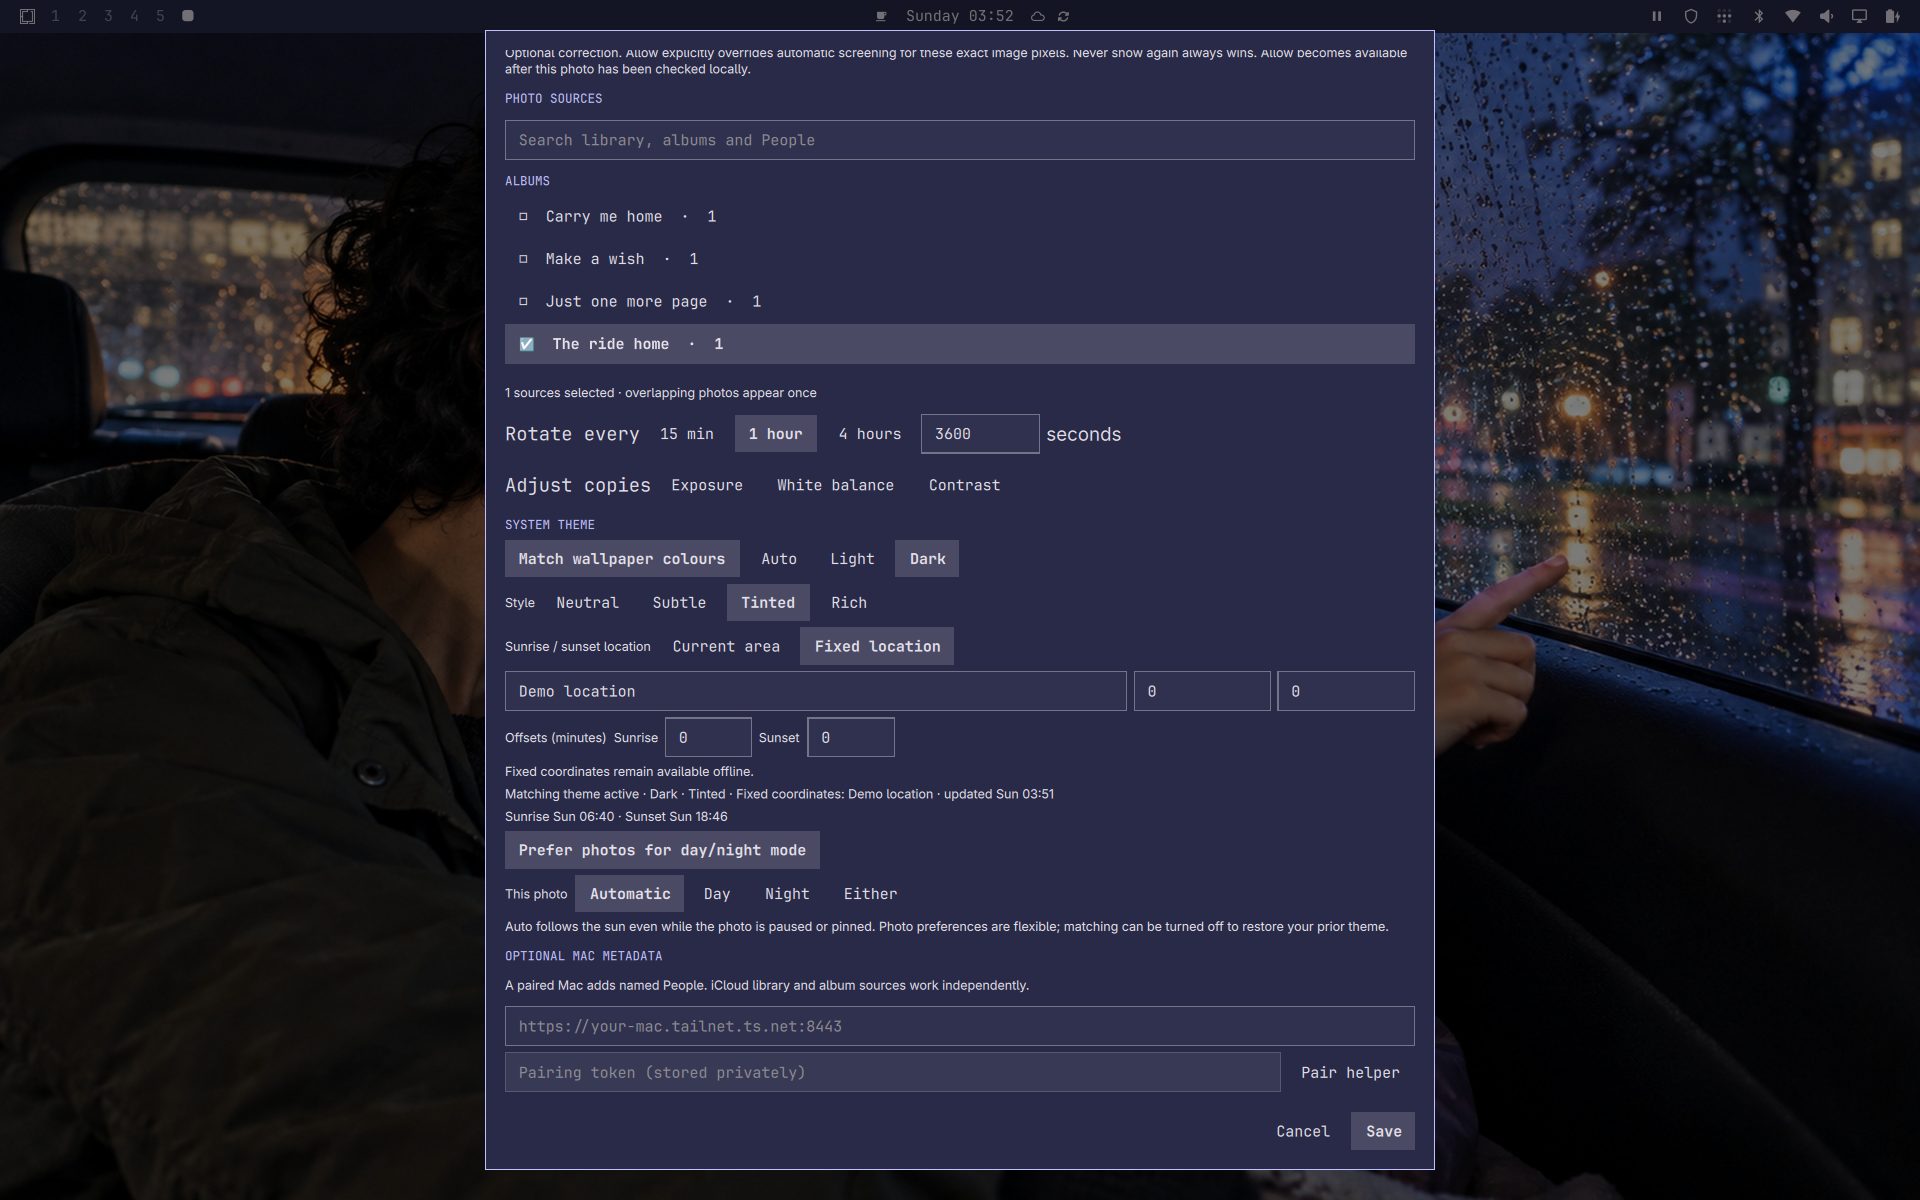 1 2 3 4 5
Sunday 03:52
Optional correction. Allow explicitly overrides automatic screening for these exact image pixels. Never show again always wins. Allow becomes available
after this photo has been checked locally.
PHOTO SOURCES
Search library, albums and People
ALBUMS
Carry me home · 1
Make a wish · 1
Just one more page · 1
The ride home · 1
1 sources selected · overlapping photos appear once
Rotate every 15 min 1 hour 4 hours 3600 seconds
Adjust copies Exposure White balance Contrast
SYSTEM THEME
Match wallpaper colours Auto Light Dark
Style Neutral Subtle Tinted Rich
Sunrise / sunset location Current area Fixed location
Demo location 0 0
Offsets (minutes) Sunrise 0 Sunset 0
Fixed coordinates remain available offline.
Matching theme active · Dark · Tinted · Fixed coordinates: Demo location · updated Sun 03:51
Sunrise Sun 06:40 · Sunset Sun 18:46
Prefer photos for day/night mode
This photo Automatic Day Night Either
Auto follows the sun even while the photo is paused or pinned. Photo preferences are flexible; matching can be turned off to restore your prior theme.
OPTIONAL MAC METADATA
A paired Mac adds named People. iCloud library and album sources work independently.
https://your-mac.tailnet.ts.net:8443
Pairing token (stored privately) Pair helper
Cancel Save